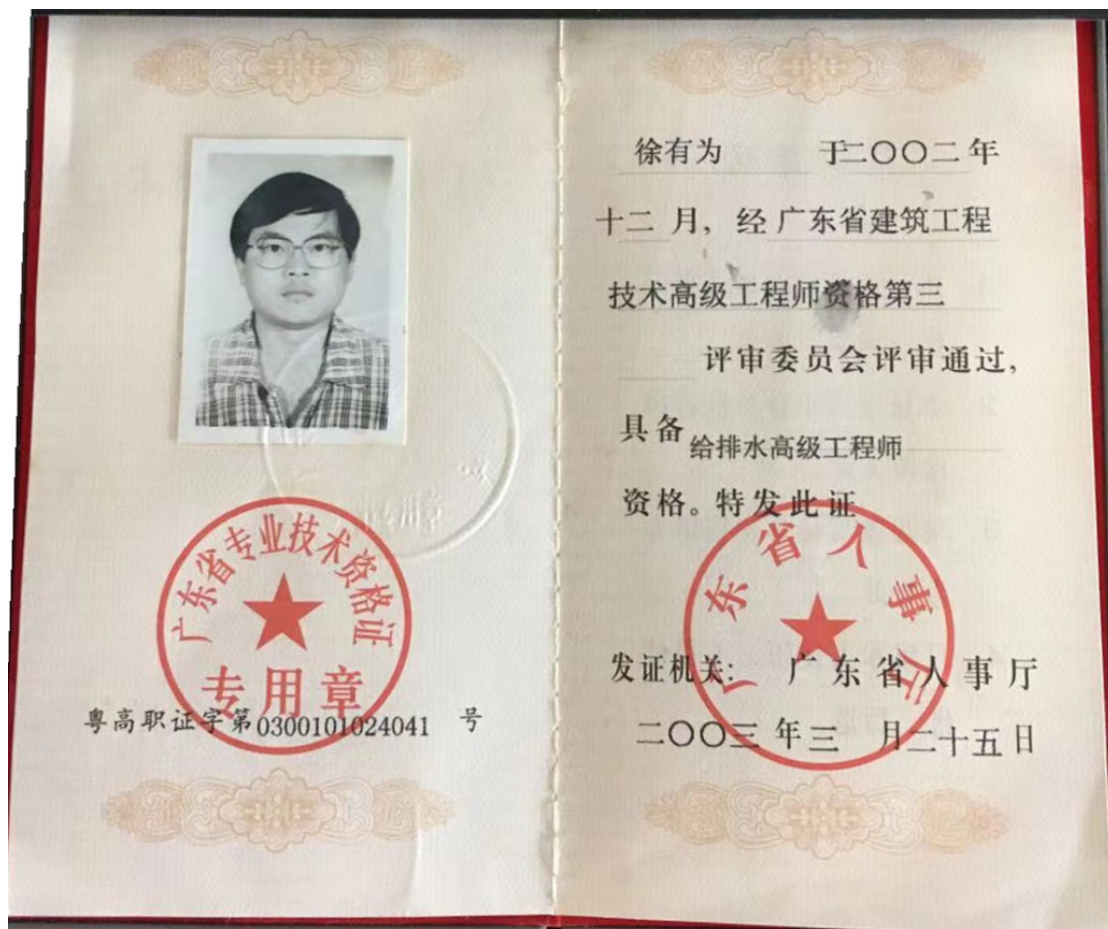 广东省专业技术资格证
专用章
粤高职证字第0300101024041 号
徐有为 于二〇〇二年
十二月，经广东省建筑工程
技术高级工程师资格第三
评审委员会评审通过，
具备给排水高级工程师
资格。特发此证
广东省人事厅
发证机关：广东省人事厅
二〇〇三年三月二十五日